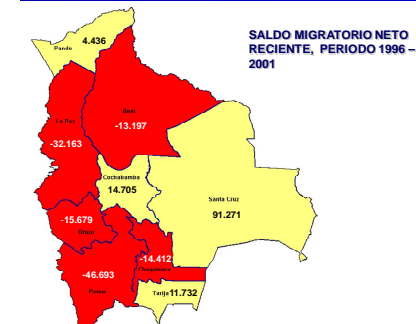 SALDO MIGRATORIO NETO
RECIENTE, PERIODO 1996 –
2001
4.436
Pando
Beni
-13.197
La Paz
-32.163
Cochabamba
14.705
Santa Cruz
91.271
-15.679
Oruro
-14.412
Chuquisaca
-46.693
Potosí
Tarija 11.732